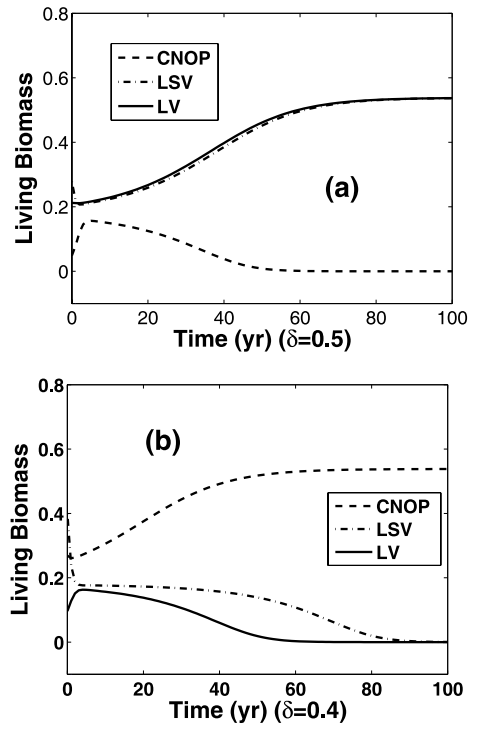 0.8
0.6
0.4
0.2
0
Living Biomass
CNOP
LSV
LV
(a)
0 20 40 60 80 100
Time (yr) (δ=0.5)
0.8
0.6
0.4
0.2
0
Living Biomass
(b)
CNOP
LSV
LV
0 20 40 60 80 100
Time (yr) (δ=0.4)